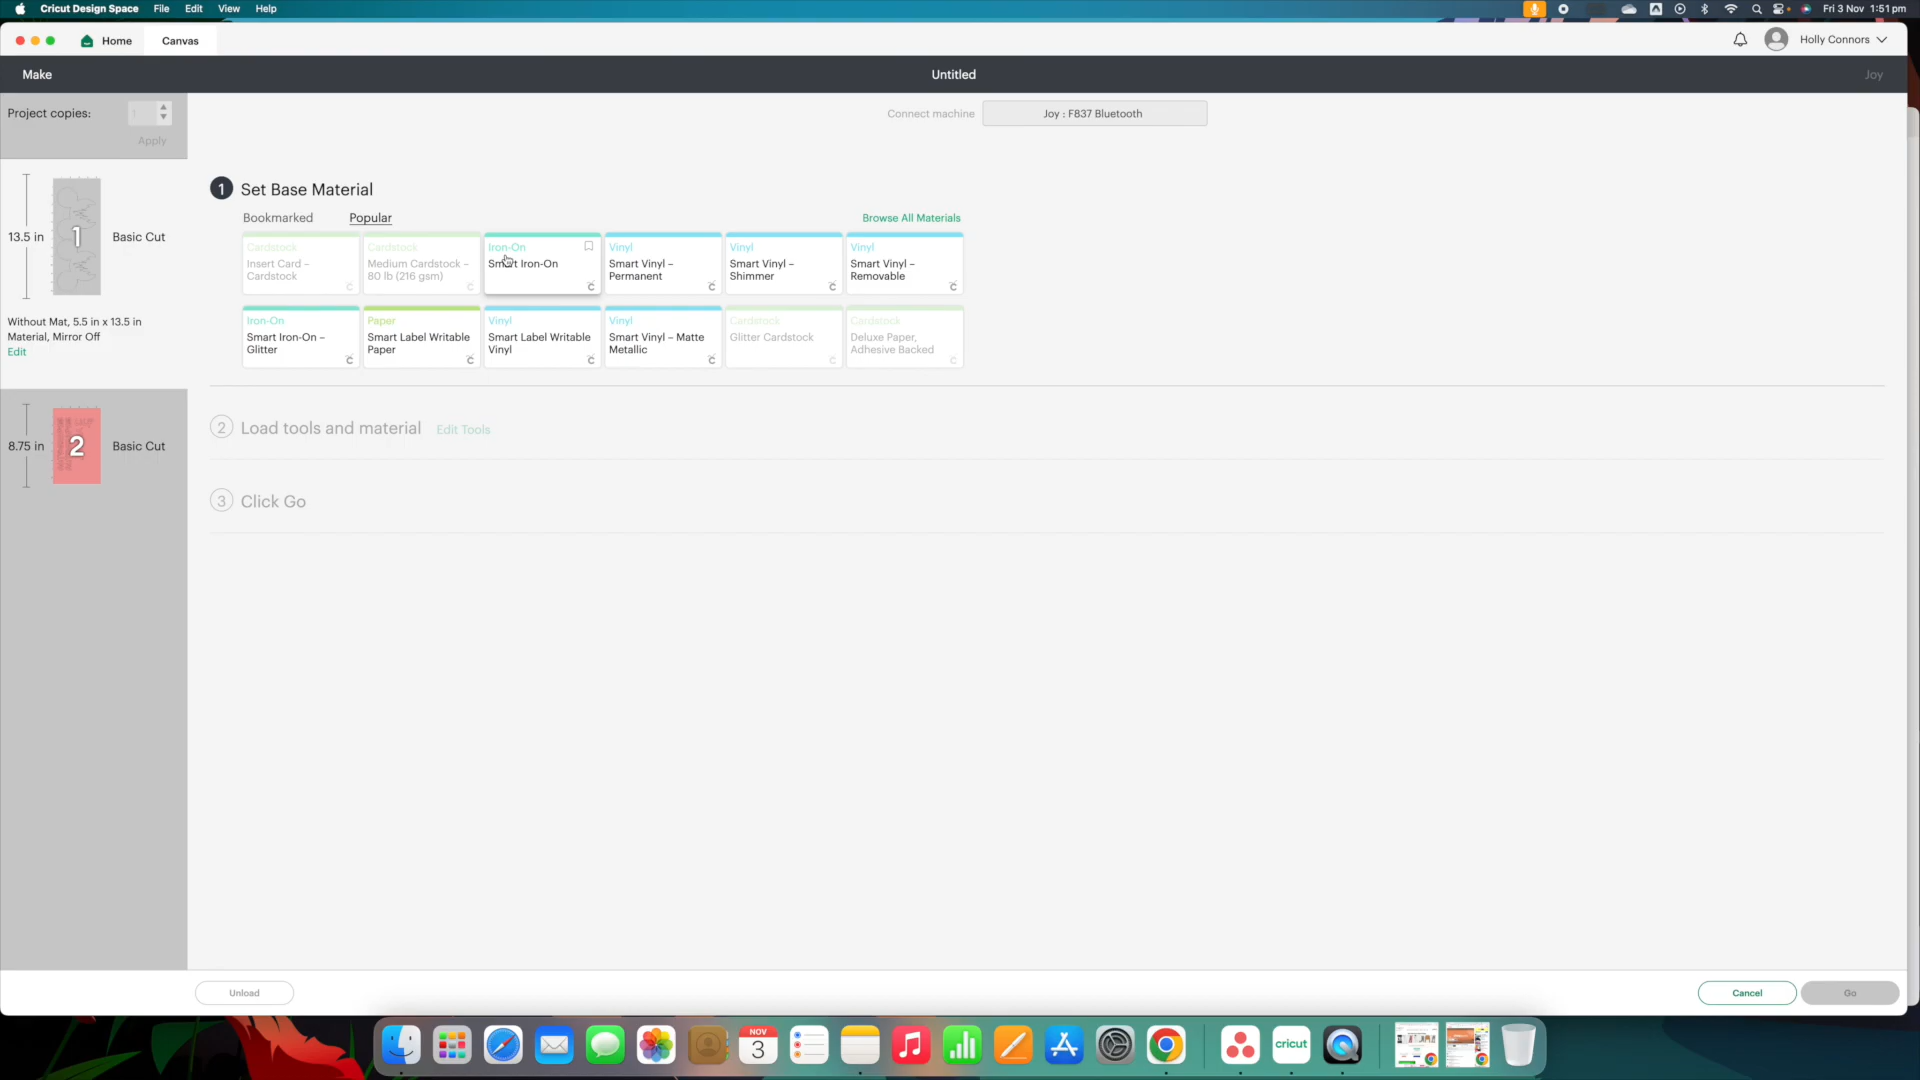 Cricut Design Space File Edit View Help
Fri 3 Nov 1:51 pm
Home Canvas
Holly Connors
Make
Untitled
Joy
Project copies: 1
Apply
Connect machine
Joy : F837 Bluetooth
13.5 in
1
Basic Cut
Without Mat, 5.5 in x 13.5 in
Material, Mirror Off
Edit
8.75 in
2
Basic Cut
1 Set Base Material
Bookmarked Popular Browse All Materials
Cardstock
Insert Card –
Cardstock
Cardstock
Medium Cardstock –
80 lb (216 gsm)
Iron-On
Smart Iron-On
Vinyl
Smart Vinyl –
Permanent
Vinyl
Smart Vinyl –
Shimmer
Vinyl
Smart Vinyl –
Removable
Iron-On
Smart Iron-On –
Glitter
Paper
Smart Label Writable
Paper
Vinyl
Smart Label Writable
Vinyl
Vinyl
Smart Vinyl – Matte
Metallic
Cardstock
Glitter Cardstock
Cardstock
Deluxe Paper,
Adhesive Backed
2 Load tools and material Edit Tools
3 Click Go
Unload
Cancel
Go
NOV
3
cricut